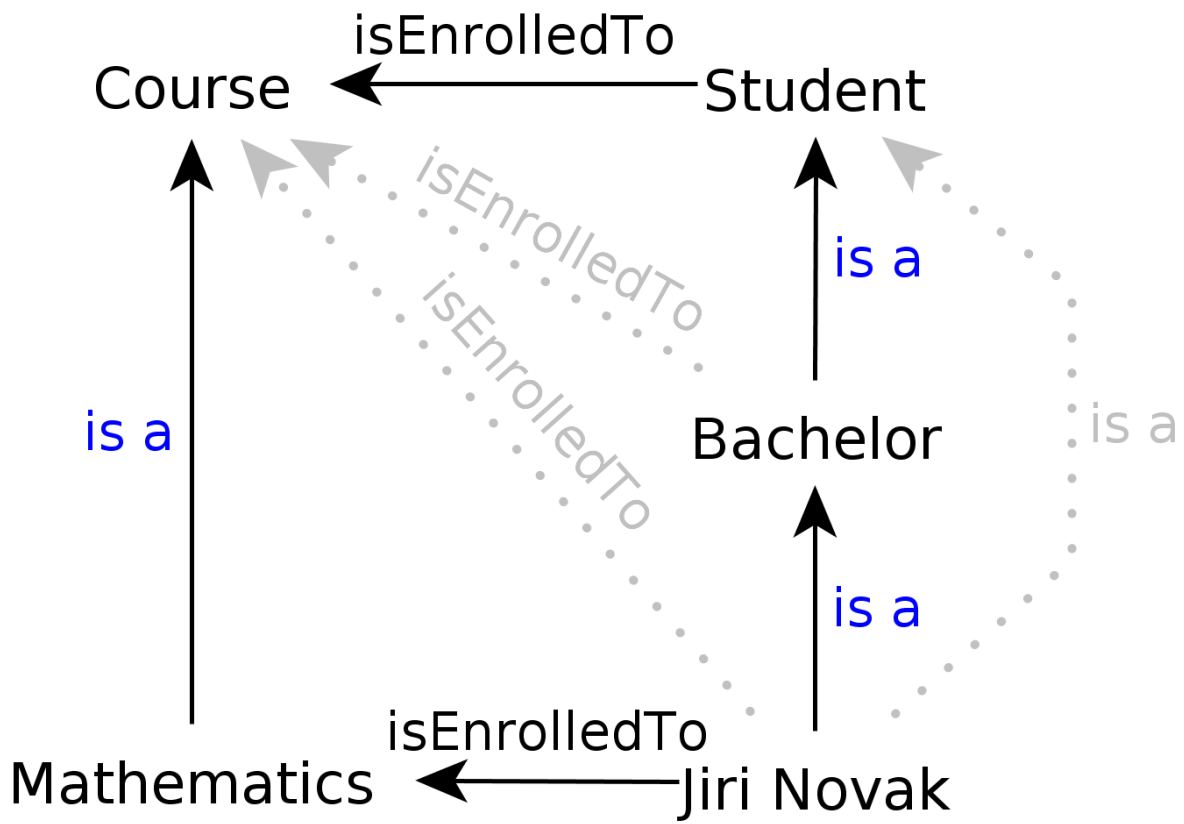 isEnrolledTo
Course
Student
isEnrolledTo
is a
isEnrolledTo
is a
Bachelor
is a
is a
isEnrolledTo
Mathematics
Jiri Novak